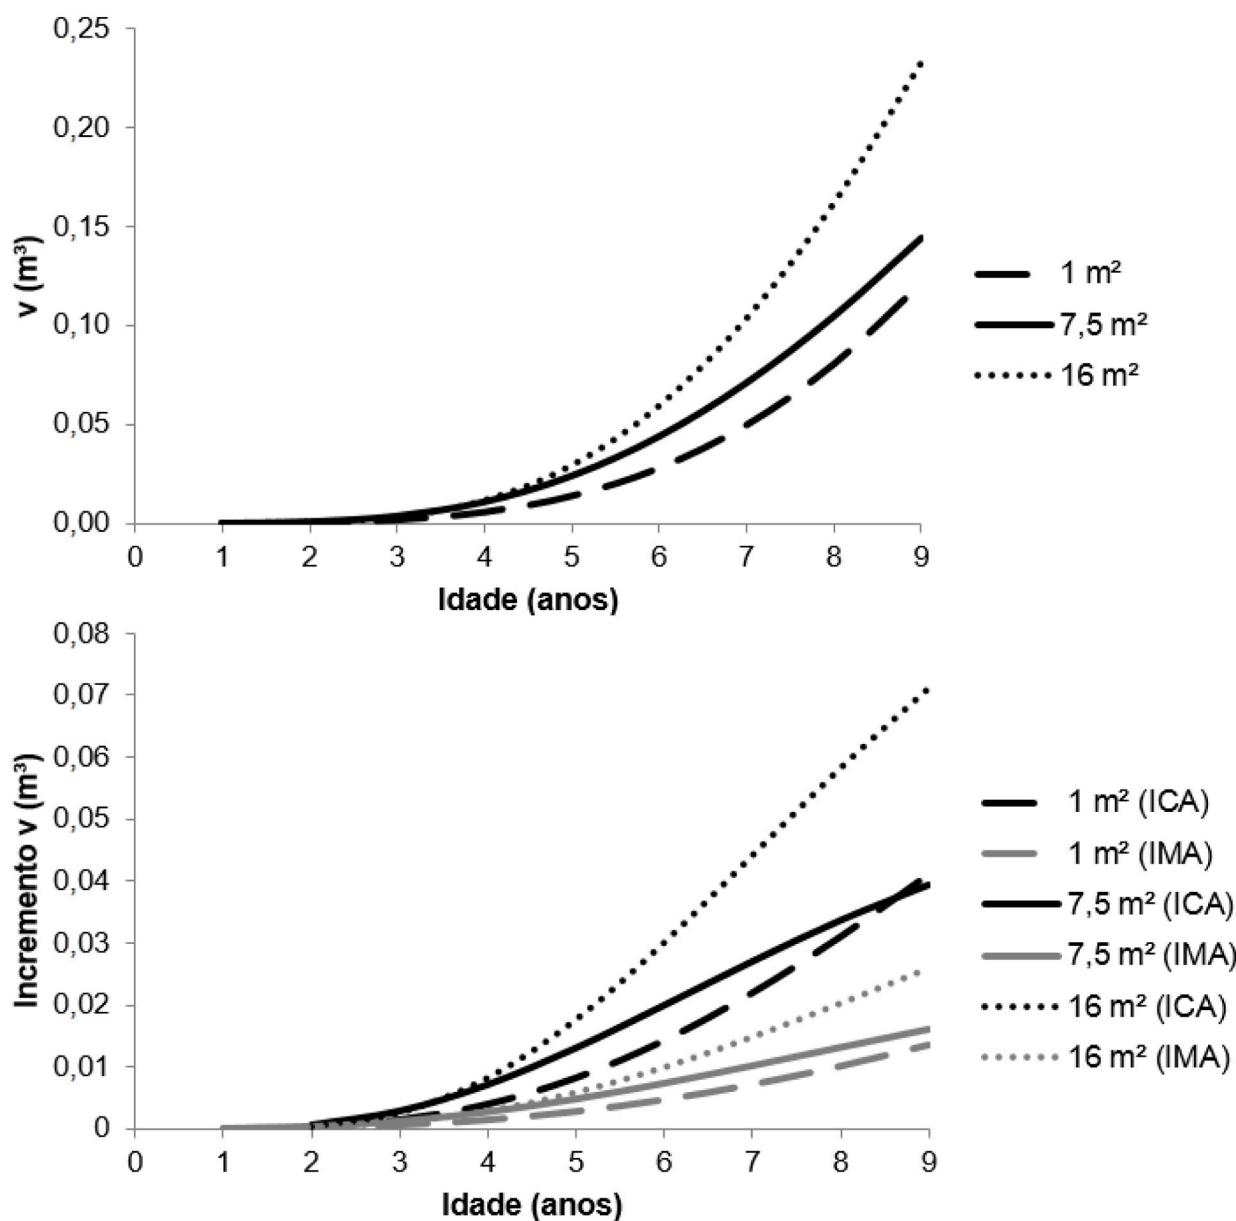 0,25
0,20
0,15
0,10
0,05
0,00
v (m³)
0 1 2 3 4 5 6 7 8 9
Idade (anos)
1 m²
7,5 m²
16 m²
0,08
0,07
0,06
0,05
0,04
0,03
0,02
0,01
0
Incremento v (m³)
0 1 2 3 4 5 6 7 8 9
Idade (anos)
1 m² (ICA)
1 m² (IMA)
7,5 m² (ICA)
7,5 m² (IMA)
16 m² (ICA)
16 m² (IMA)